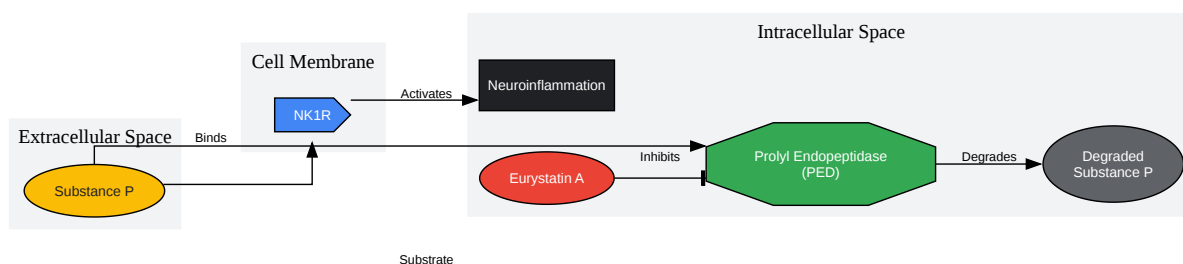 Intracellular Space
Cell Membrane
Neuroinflammation
Activates
NK1R
Extracellular Space
Binds
Inhibits
Prolyl Endopeptidase
(PED)
Degrades
Degraded
Substance P
Substance P
Eurystatin A
Substrate